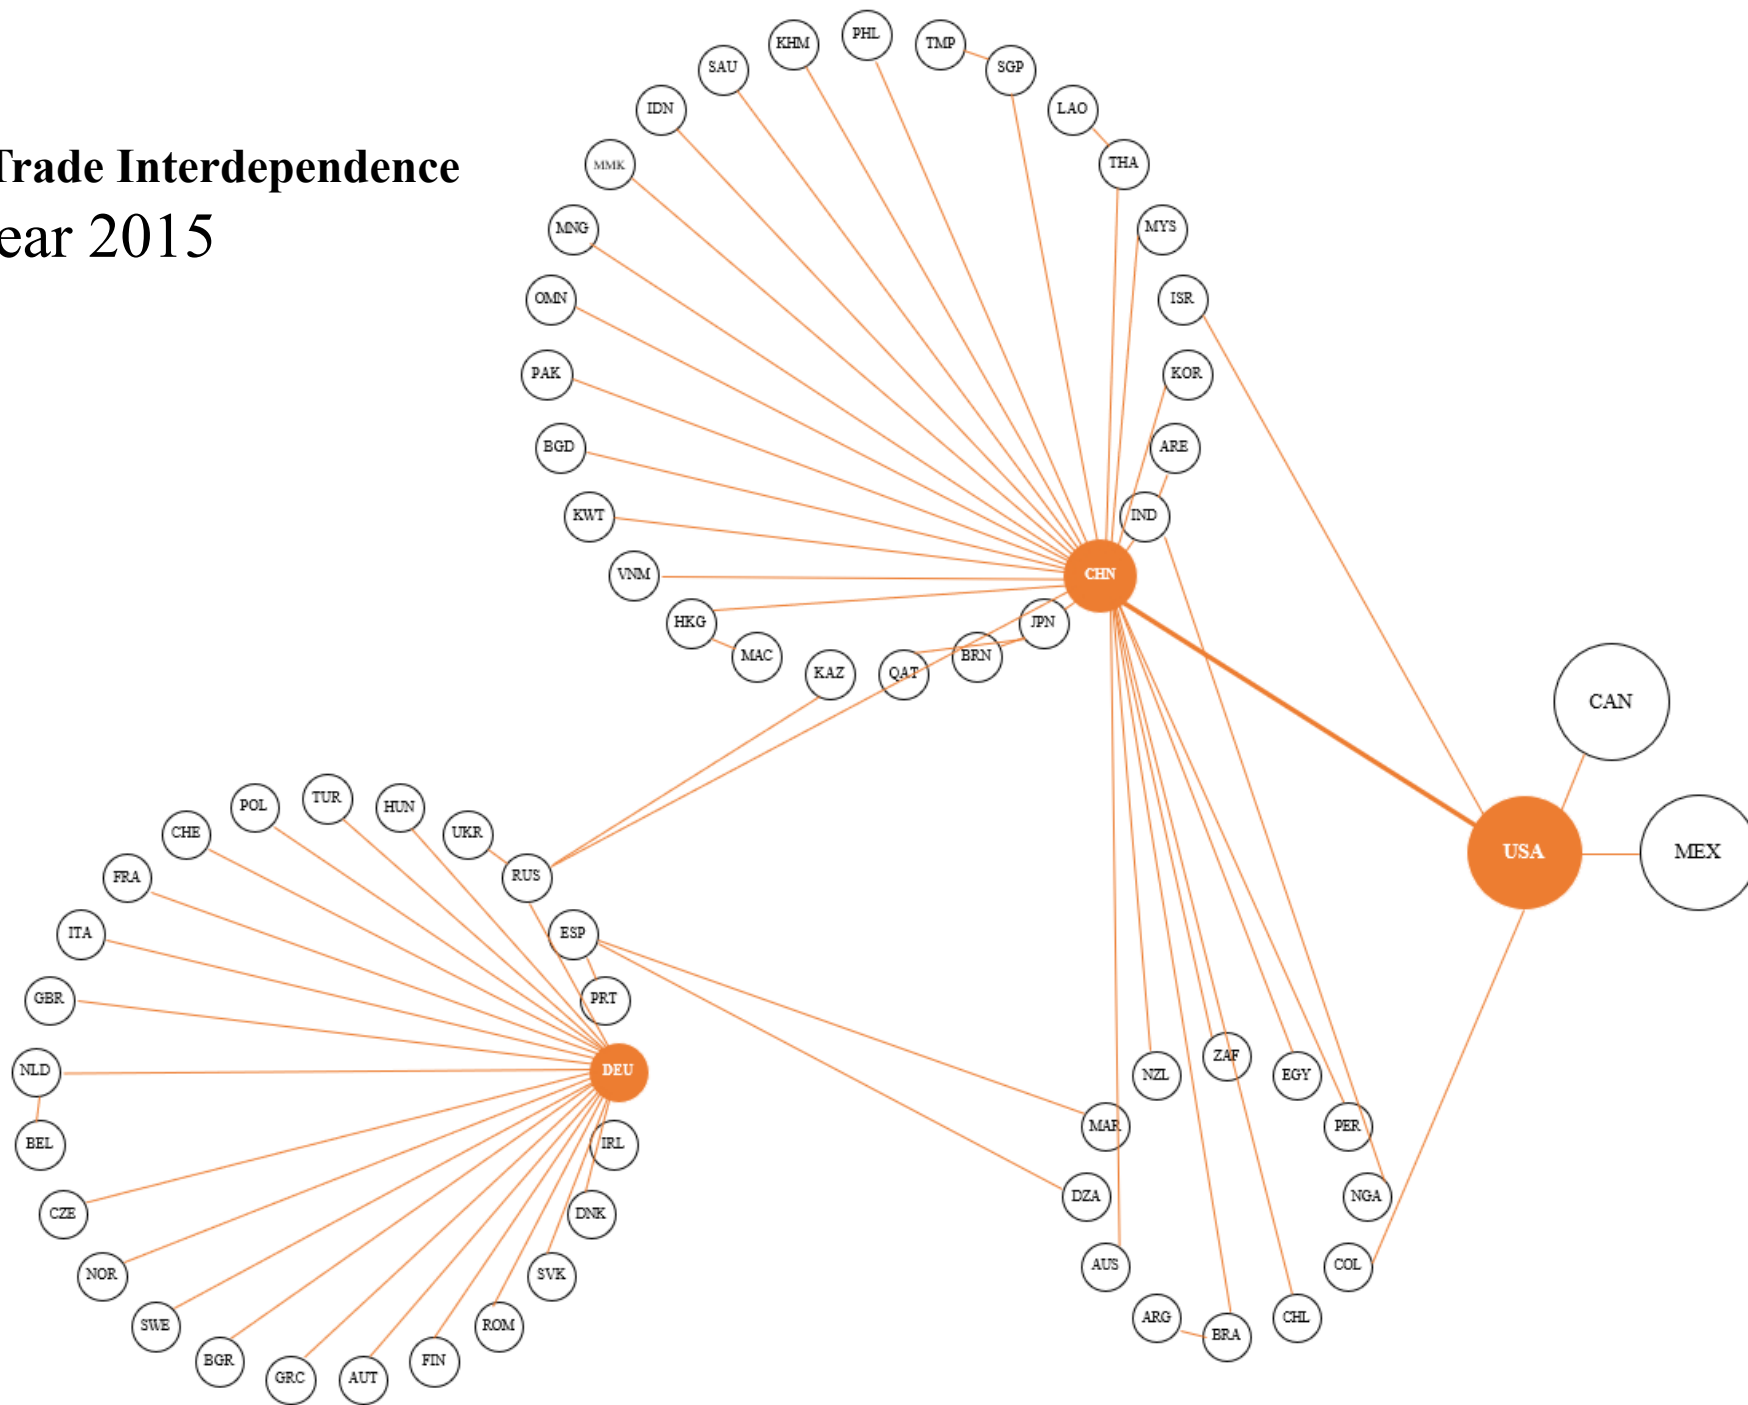 Trade Interdependence
ear 2015
PHL
KHM
TMP
SAU
SGP
IDN
LAO
MMK
THA
MNG
MYS
OMN
ISR
PAK
KOR
BGD
ARE
KWT
IND
VNM
CHN
HKG
JPN
MAC
BRN
KAZ
QAT
CAN
USA
MEX
TUR
POL
HUN
CHE
UKR
FRA
RUS
ITA
ESP
GBR
PRT
NLD
DEU
BEL
IRL
CZE
DNK
NOR
SVK
SWE
ROM
BGR
FIN
GRC
AUT
ZAF
NZL
EGY
MAR
PER
DZA
NGA
AUS
COL
ARG
CHL
BRA